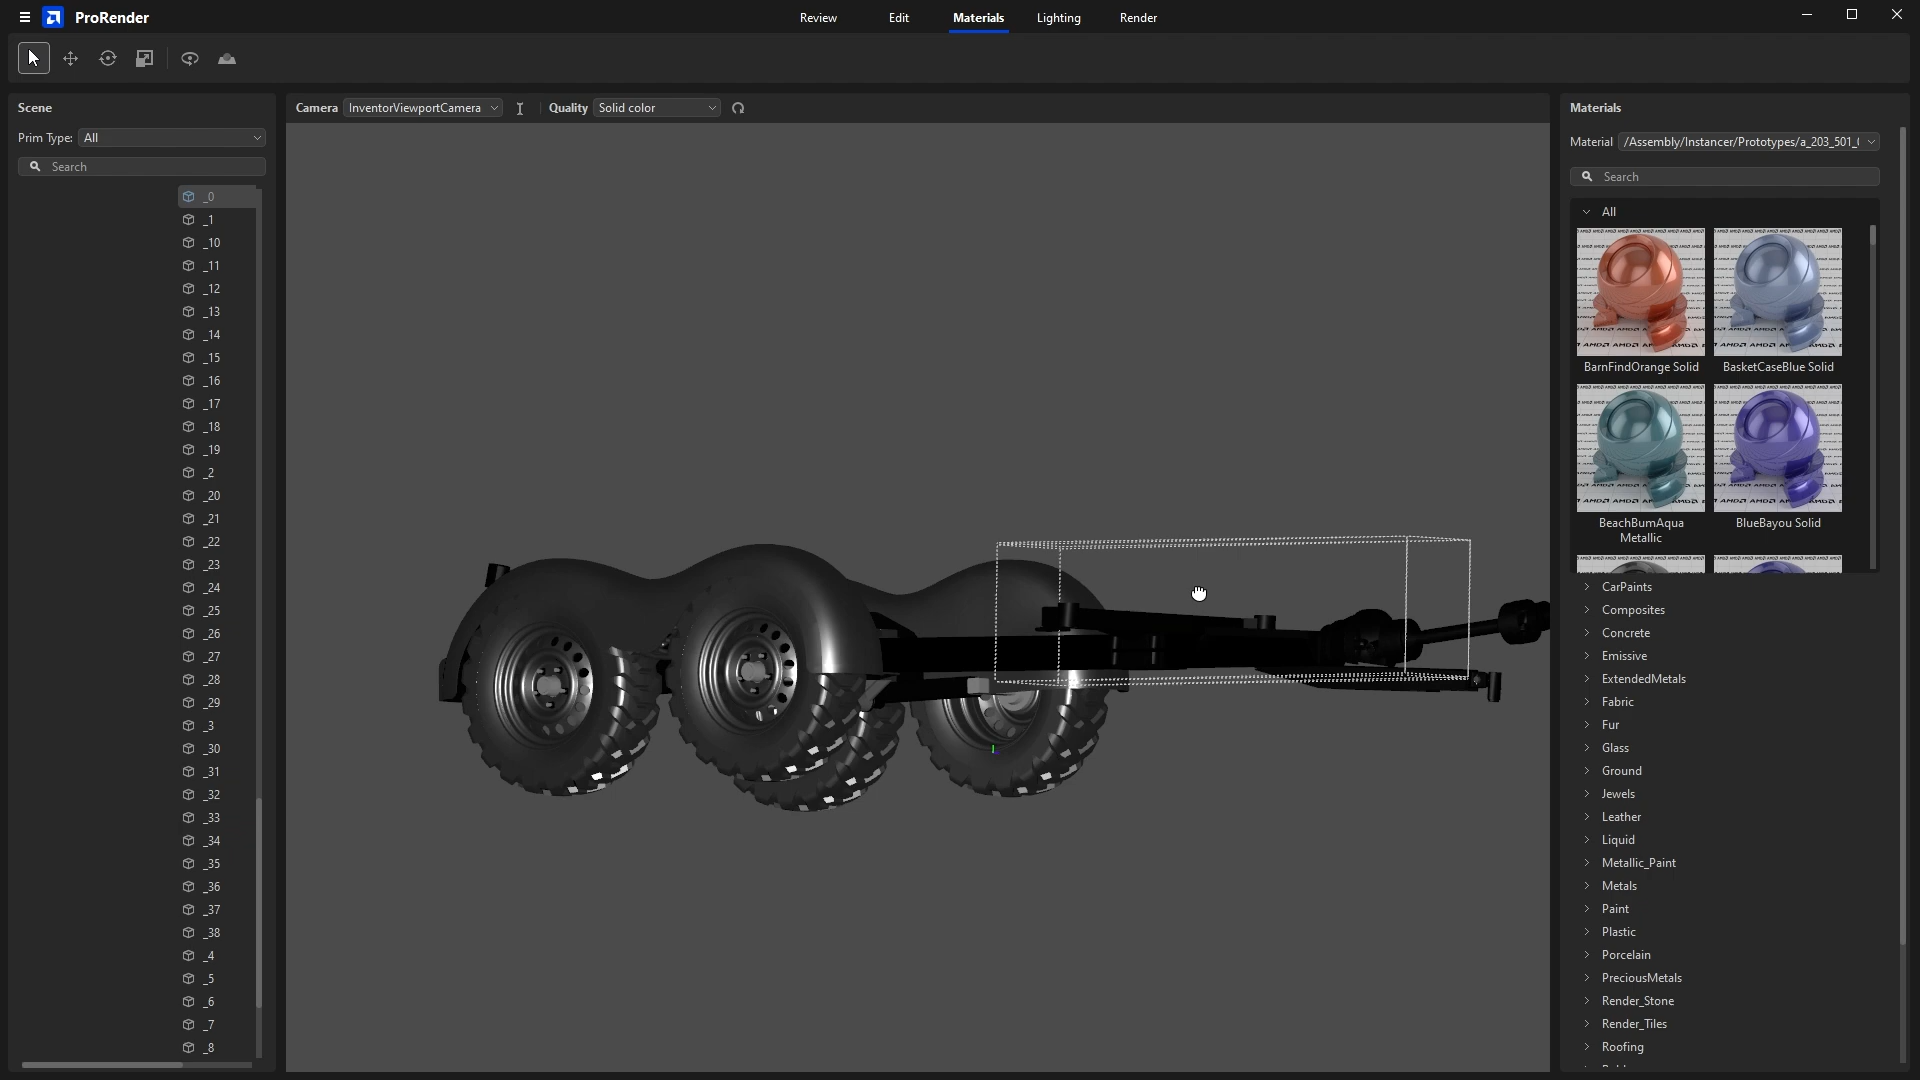 ProRender
Review
Edit
Materials
Lighting
Render
Scene
Prim Type: All
Search
_0
_1
_10
_11
_12
_13
_14
_15
_16
_17
_18
_19
_2
_20
_21
_22
_23
_24
_25
_26
_27
_28
_29
_3
_30
_31
_32
_33
_34
_35
_36
_37
_38
_4
_5
_6
_7
_8
Camera InventorViewportCamera Quality Solid color
Materials
Material /Assembly/Instancer/Prototypes/a_203_501_(
Search
All
BarnFindOrange Solid
BasketCaseBlue Solid
BeachBumAqua
Metallic
BlueBayou Solid
CarPaints
Composites
Concrete
Emissive
ExtendedMetals
Fabric
Fur
Glass
Ground
Jewels
Leather
Liquid
Metallic_Paint
Metals
Paint
Plastic
Porcelain
PreciousMetals
Render_Stone
Render_Tiles
Roofing